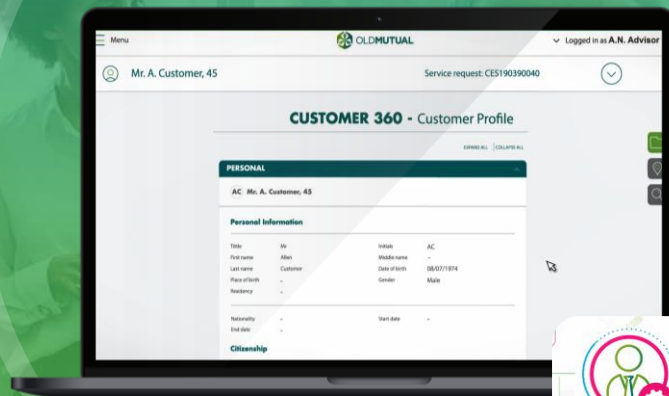 Menu
OLDMUTUAL
Logged in as A.N. Advisor
Mr. A. Customer, 45
Service request: CES190390040
CUSTOMER 360 - Customer Profile
EXPAND ALL | COLLAPSE ALL
PERSONAL
AC Mr. A. Customer, 45
Personal Information
Title Mr Initials AC
First name Allen Middle name -
Last name Customer Date of birth 08/07/1974
Place of birth - Gender Male
Residency -
Nationality - Start date -
End date -
Citizenship